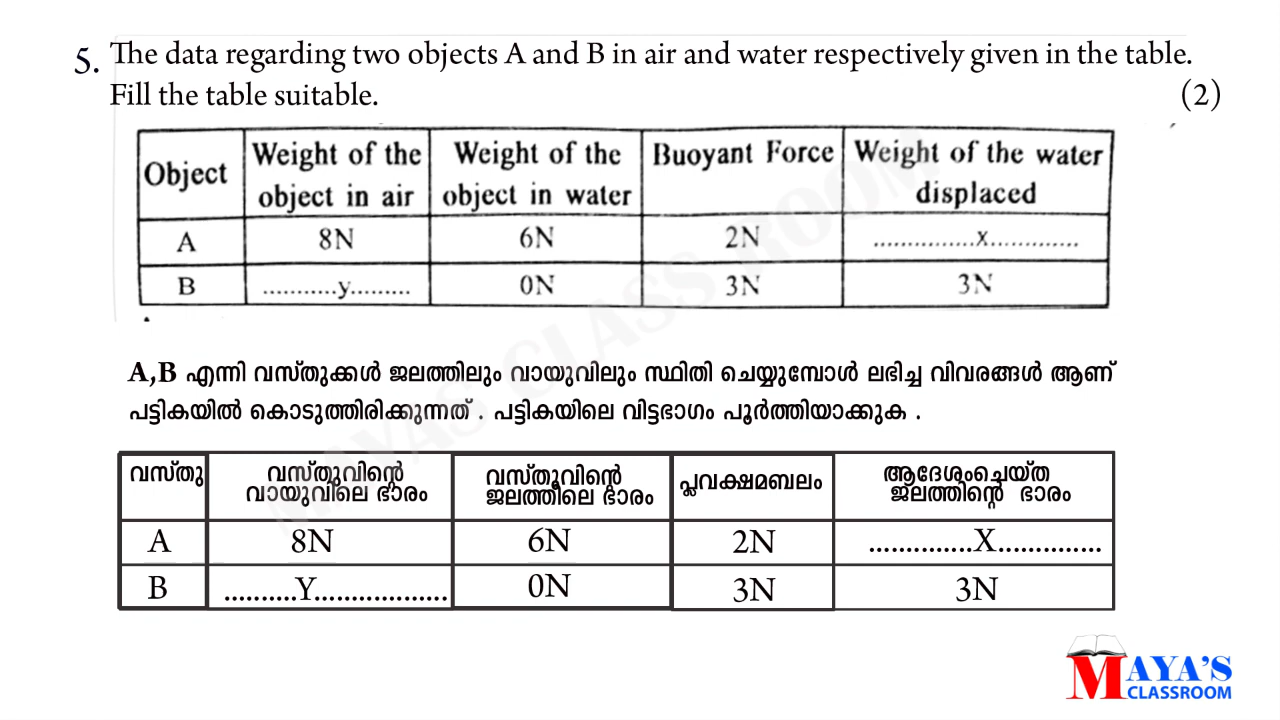 5. The data regarding two objects A and B in air and water respectively given in the table.
Fill the table suitable. (2)
Object Weight of the object in air Weight of the object in water Buoyant Force Weight of the water displaced
A 8N 6N 2N ...............x.............
B ...........y......... 0N 3N 3N
A,B എന്നി വസ്തുക്കൾ ജലത്തിലും വായുവിലും സ്ഥിതി ചെയ്യുമ്പോൾ ലഭിച്ച വിവരങ്ങൾ ആണ്
പട്ടികയിൽ കൊടുത്തിരിക്കുന്നത് . പട്ടികയിലെ വിട്ടഭാഗം പൂർത്തിയാക്കുക .
വസ്തു വസ്തുവിന്റെ വായുവിലെ ഭാരം വസ്തുവിന്റെ ജലത്തിലെ ഭാരം പ്ലവക്ഷമബലം ആദേശംചെയ്ത ജലത്തിന്റെ ഭാരം
A 8N 6N 2N ..............X..............
B ..........Y.................. 0N 3N 3N
MAYAS CLASS ROOM
MAYA'S
CLASSROOM